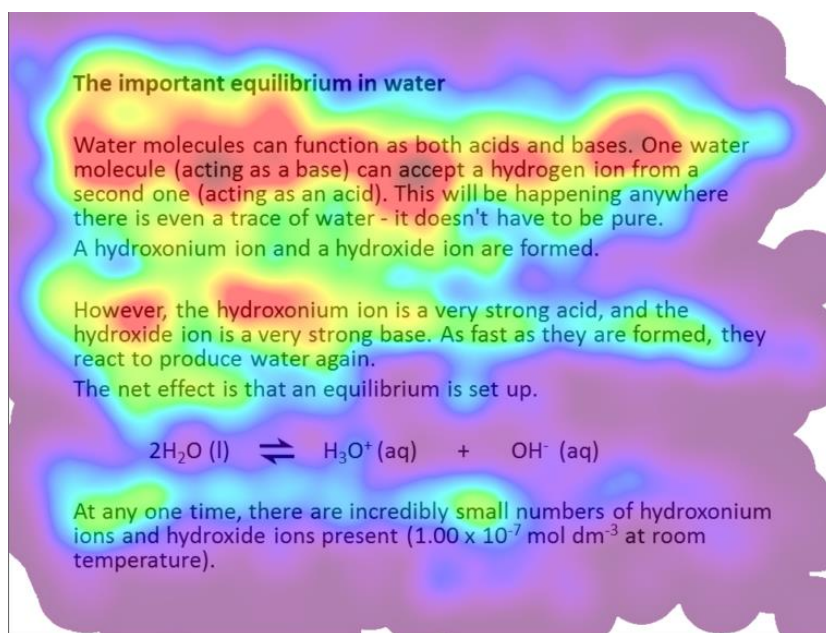 The important equilibrium in water
Water molecules can function as both acids and bases. One water
molecule (acting as a base) can accept a hydrogen ion from a
second one (acting as an acid). This will be happening anywhere
there is even a trace of water - it doesn't have to be pure.
A hydroxonium ion and a hydroxide ion are formed.
However, the hydroxonium ion is a very strong acid, and the
hydroxide ion is a very strong base. As fast as they are formed, they
react to produce water again.
The net effect is that an equilibrium is set up.
2H₂O (l) ⇌ H₃O⁺ (aq) + OH⁻ (aq)
At any one time, there are incredibly small numbers of hydroxonium
ions and hydroxide ions present (1.00 x 10⁻⁷ mol dm⁻³ at room
temperature).